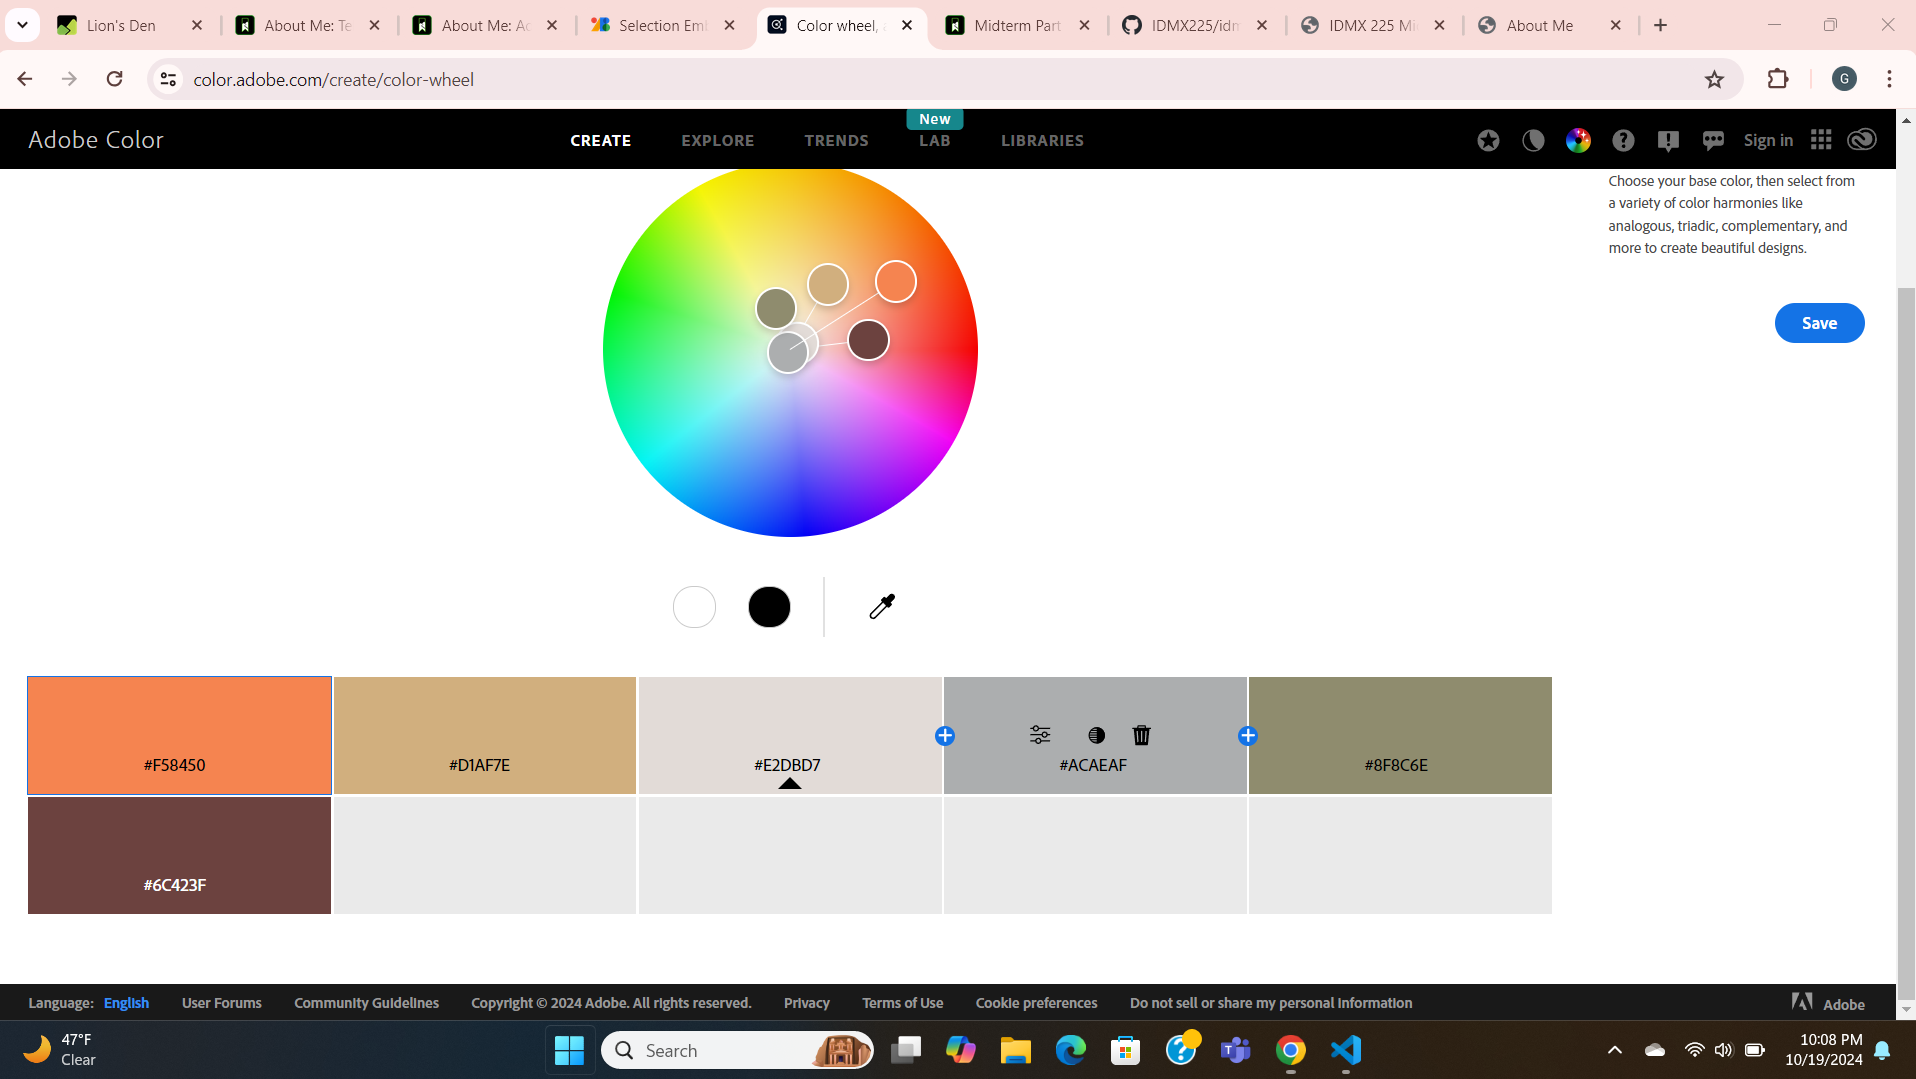 Lion's Den
About Me: Te
About Me: Ac
Selection Emb
Color wheel, a
Midterm Part
IDMX225/idm
IDMX 225 Mi
About Me
color.adobe.com/create/color-wheel
G
New
Adobe Color
CREATE
EXPLORE
TRENDS
LAB
LIBRARIES
Sign in
Choose your base color, then select from
a variety of color harmonies like
analogous, triadic, complementary, and
more to create beautiful designs.
Save
#F58450
#D1AF7E
#E2DBD7
#ACAEAF
#8F8C6E
#6C423F
Language: English
User Forums
Community Guidelines
Copyright © 2024 Adobe. All rights reserved.
Privacy
Terms of Use
Cookie preferences
Do not sell or share my personal information
Adobe
47°F
Clear
Search
10:08 PM
10/19/2024